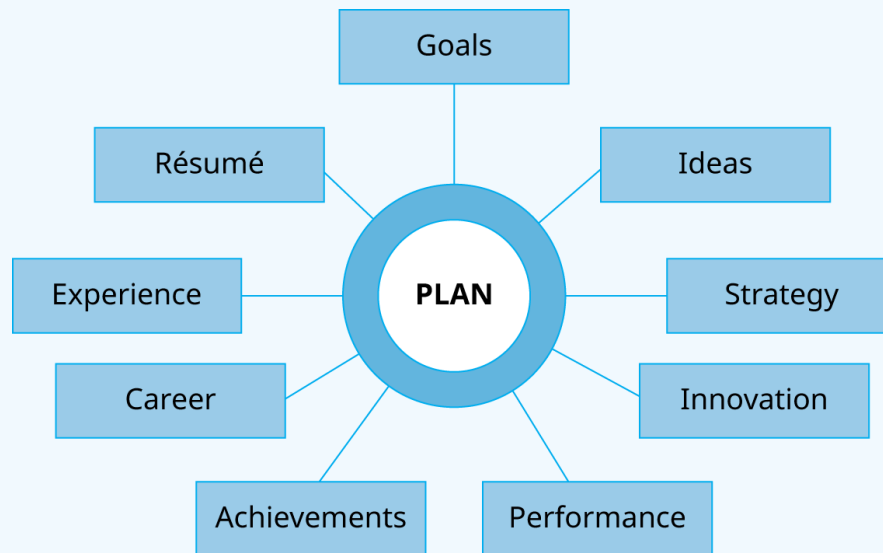 Goals
Résumé
Ideas
Experience
PLAN
Strategy
Career
Innovation
Achievements
Performance